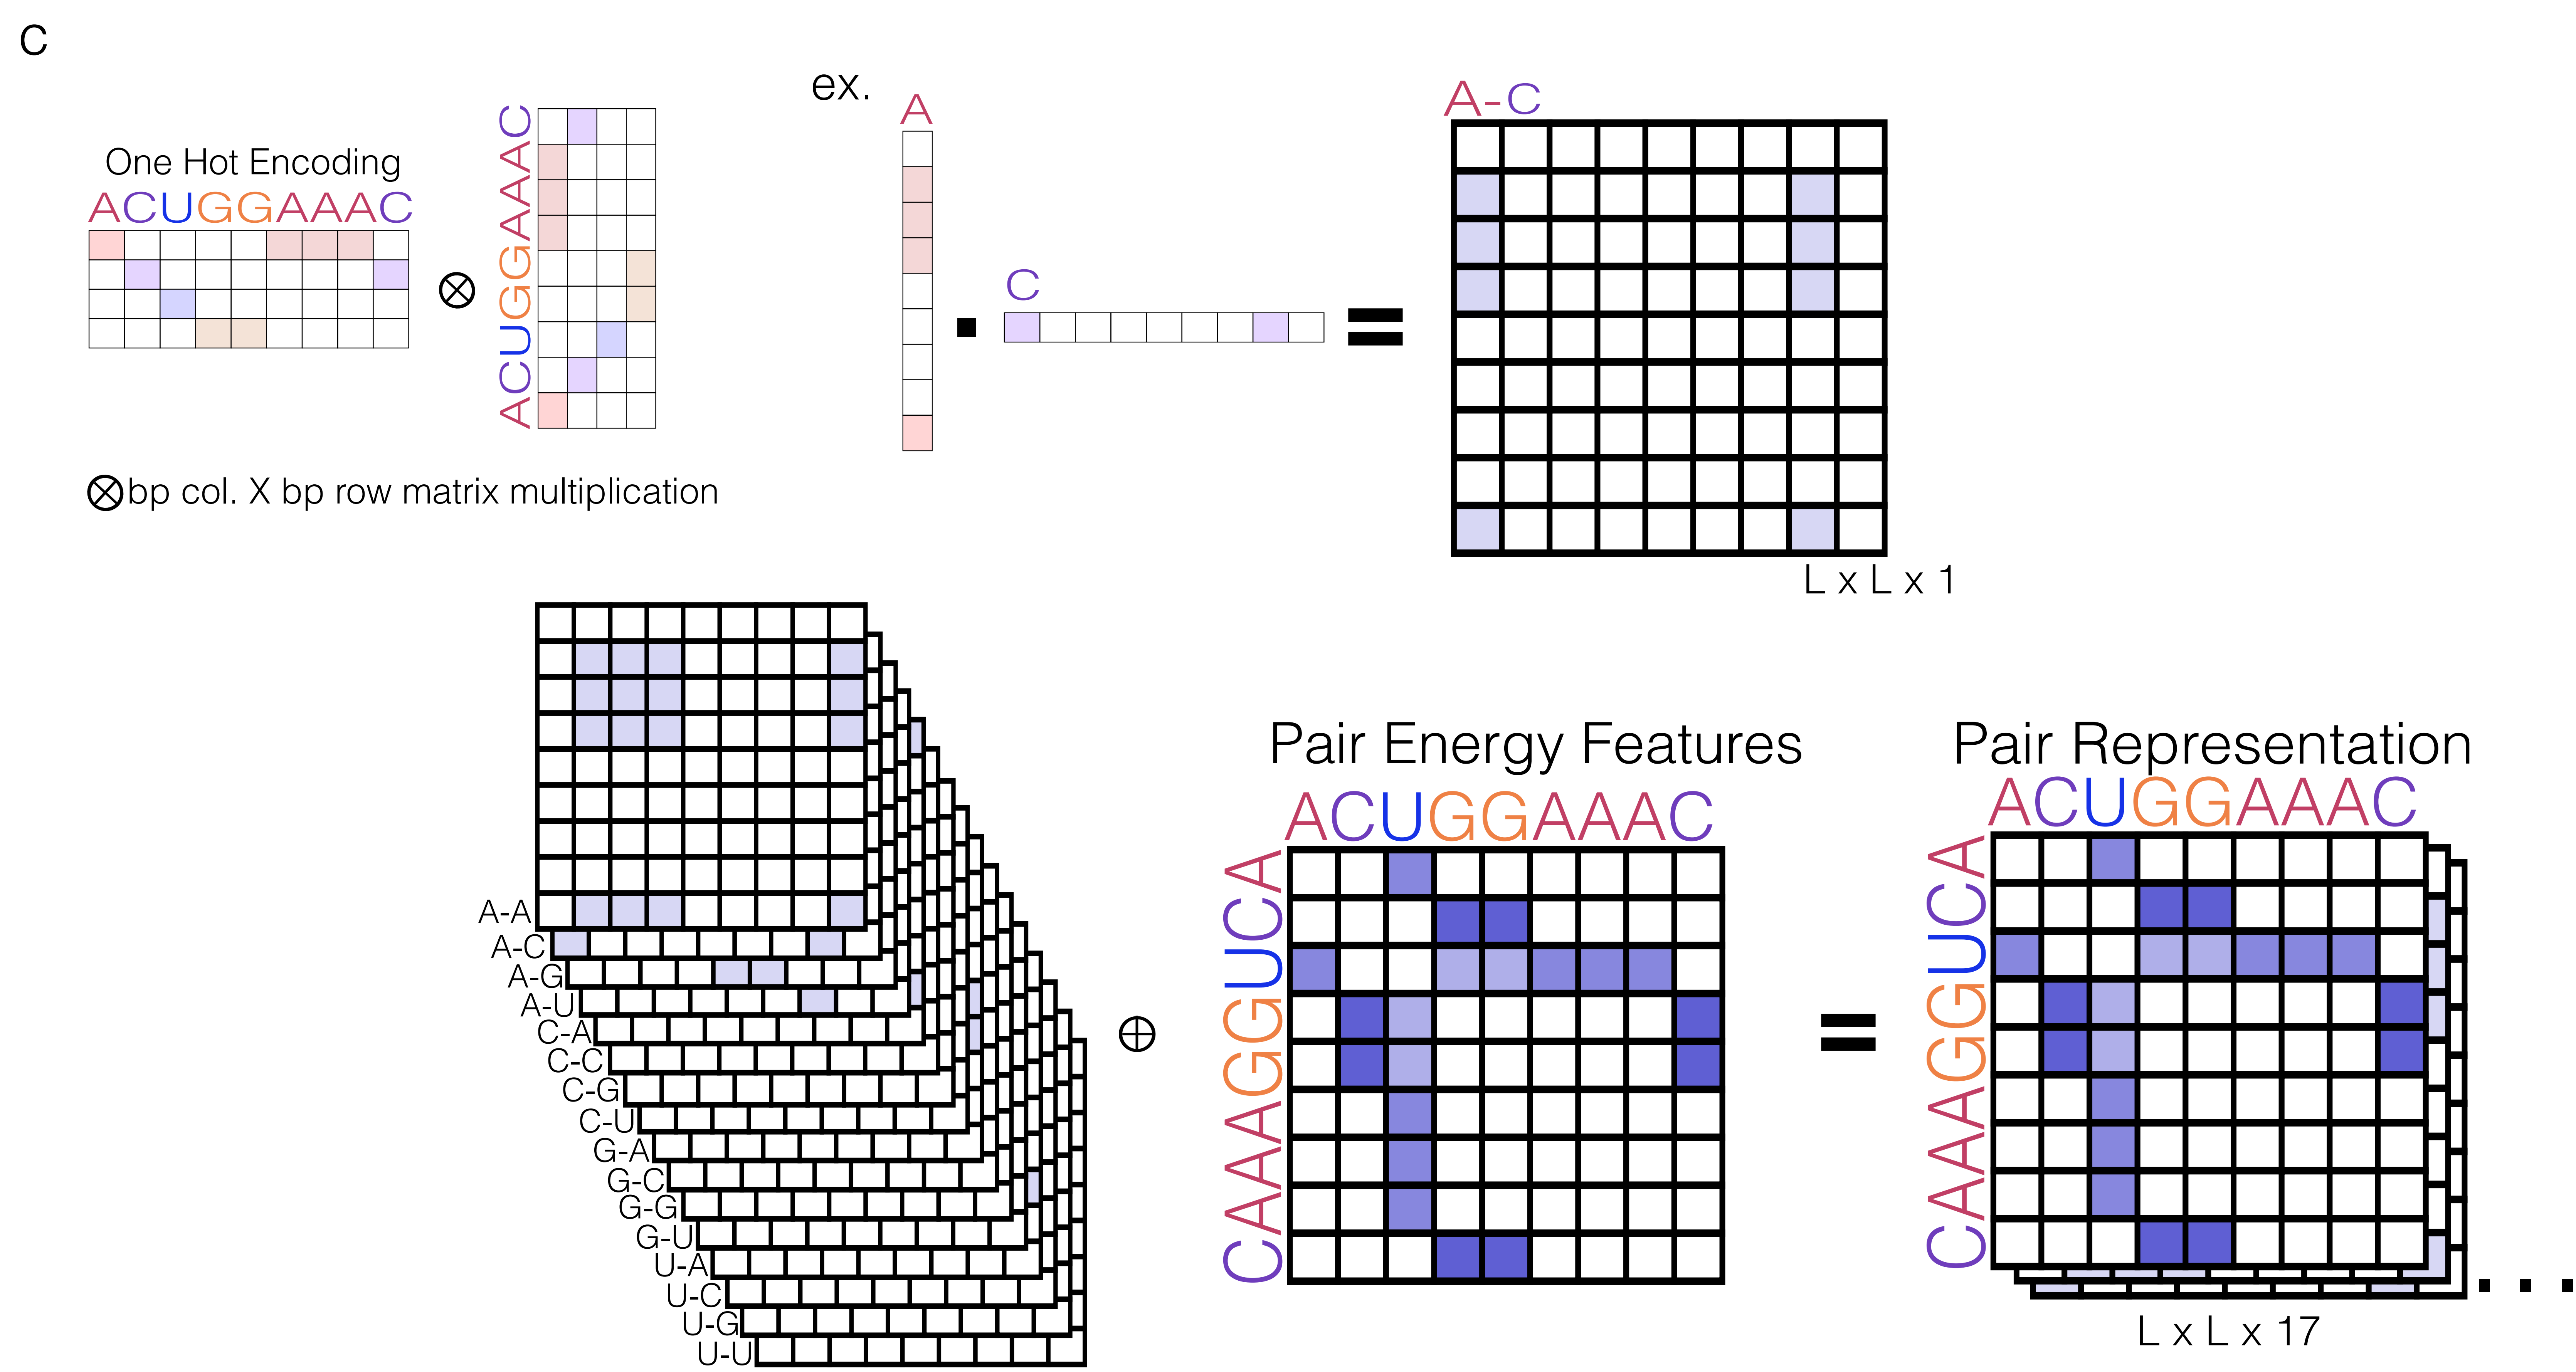 C
One Hot Encoding
ACUGGAAAC
⊗
ACUGGAAAC
⊗bp col. X bp row matrix multiplication
ex.
A
C
=
A-C
L x L x 1
A-A
A-C
A-G
A-U
C-A
C-C
C-G
C-U
G-A
G-C
G-G
G-U
U-A
U-C
U-G
U-U
⊕
Pair Energy Features
ACUGGAAAC
CAAAGGUCA
=
Pair Representation
ACUGGAAAC
CAAAGGUCA
...
L x L x 17